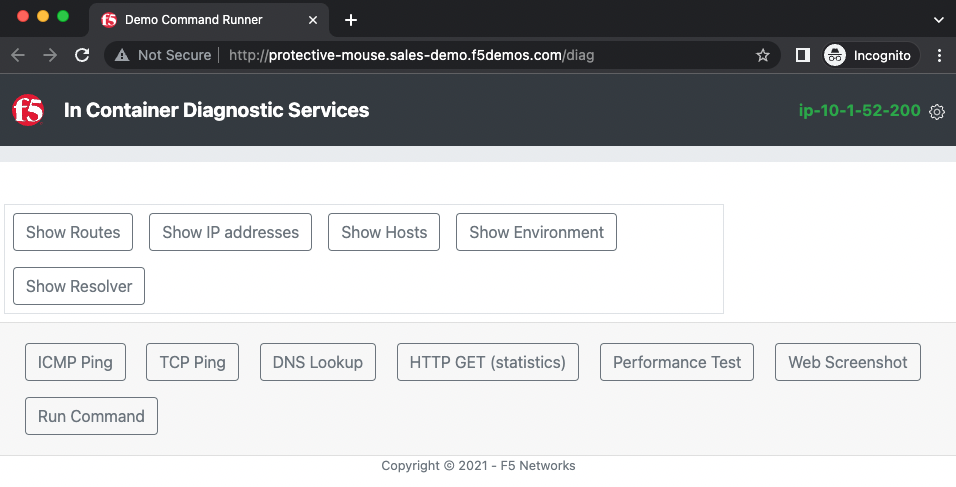 f5 Demo Command Runner
Not Secure http://protective-mouse.sales-demo.f5demos.com/diag Incognito
f5 In Container Diagnostic Services ip-10-1-52-200
Show Routes Show IP addresses Show Hosts Show Environment
Show Resolver
ICMP Ping TCP Ping DNS Lookup HTTP GET (statistics) Performance Test Web Screenshot
Run Command
Copyright © 2021 - F5 Networks